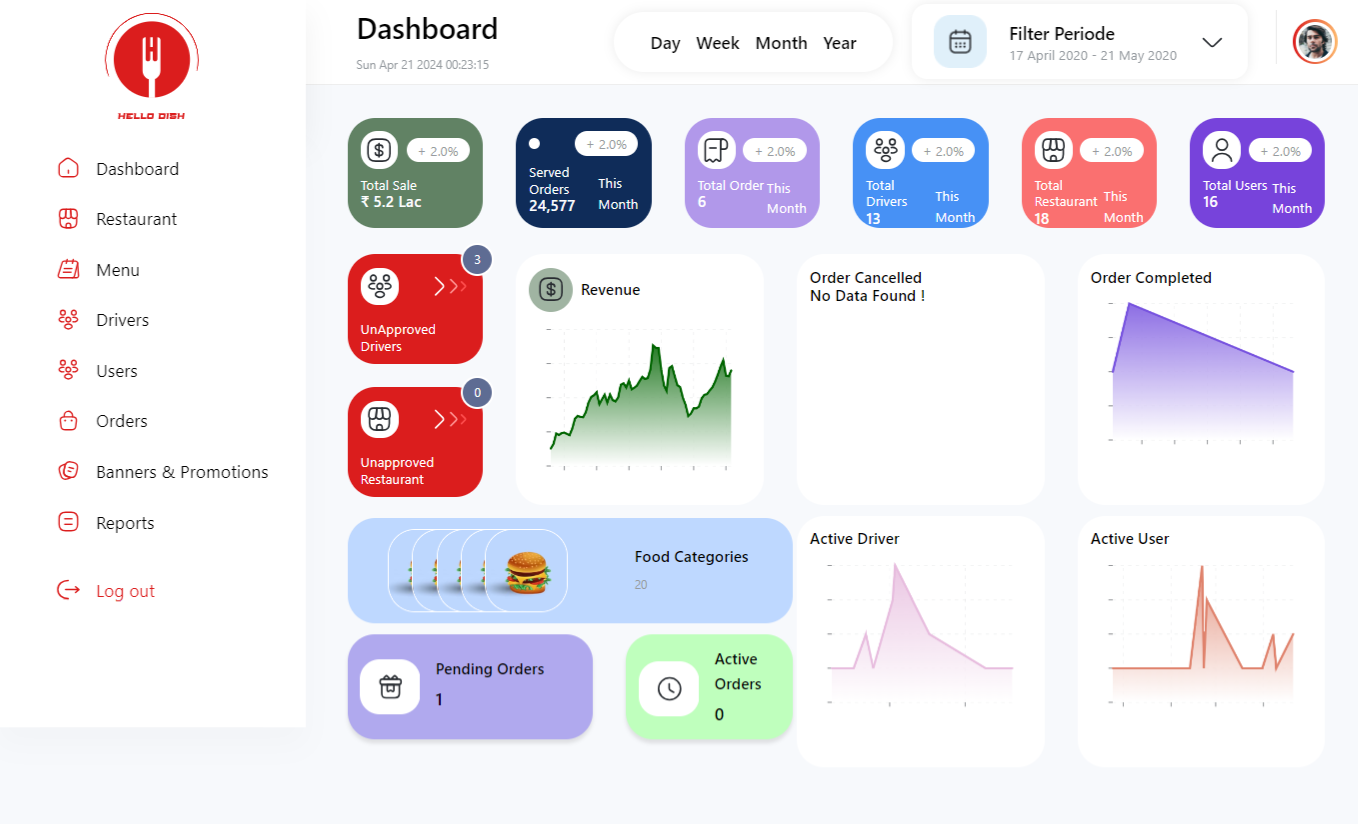 HELLO DISH
Dashboard
Restaurant
Menu
Drivers
Users
Orders
Banners & Promotions
Reports
Log out
Dashboard
Sun Apr 21 2024 00:23:15
Day Week Month Year
Filter Periode
17 April 2020 - 21 May 2020
+ 2.0%
Total Sale
₹ 5.2 Lac
+ 2.0%
Served
Orders
24,577
This
Month
+ 2.0%
Total Order
6
This
Month
+ 2.0%
Total
Drivers
13
This
Month
+ 2.0%
Total
Restaurant
18
This
Month
+ 2.0%
Total Users
16
This
Month
3
UnApproved
Drivers
0
Unapproved
Restaurant
Revenue
Order Cancelled
No Data Found !
Order Completed
Food Categories
20
Pending Orders
1
Active
Orders
0
Active Driver
Active User